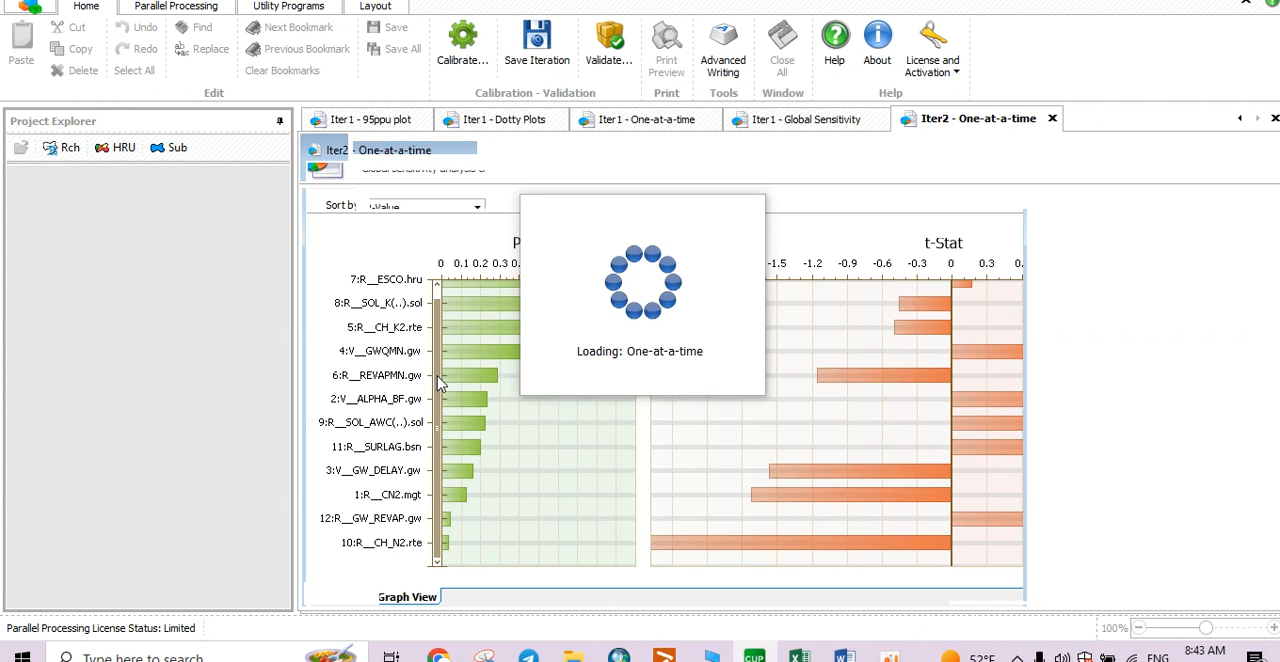 Home Parallel Processing Utility Programs Layout
Paste Cut Copy Delete Undo Redo Select All Find Replace Next Bookmark Previous Bookmark Clear Bookmarks Save Save All Calibrate... Save Iteration Validate... Print Preview Advanced Writing Close All Help About License and Activation
Edit Calibration - Validation Print Tools Window Help
Project Explorer
Iter1 - 95ppu plot Iter1 - Dotty Plots Iter1 - One-at-a-time Iter1 - Global Sensitivity Iter2 - One-at-a-time
Rch HRU Sub
Iter2 - One-at-a-time
Global sensitivity analysis
Sort by t-Value
P t-Stat
0 0.1 0.2 0.3 -1.5 -1.2 -0.9 -0.6 -0.3 0 0.3
7:R__ESCO.hru
8:R__SOL_K(..).sol
5:R__CH_K2.rte
4:V__GWQMN.gw
6:R__REVAPMN.gw
2:V__ALPHA_BF.gw
9:R__SOL_AWC(..).sol
11:R__SURLAG.bsn
3:V__GW_DELAY.gw
1:R__CN2.mgt
12:R__GW_REVAP.gw
10:R__CH_N2.rte
Loading: One-at-a-time
Graph View
Parallel Processing License Status: Limited
100%
Type here to search
CUP
52°F
ENG
8:43 AM